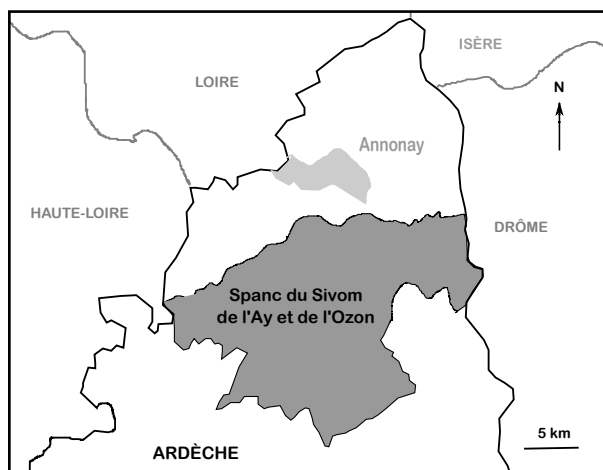 ISÈRE
LOIRE
N
Annonay
HAUTE-LOIRE
DRÔME
Spanc du Sivom
de l'Ay et de l'Ozon
5 km
ARDÈCHE